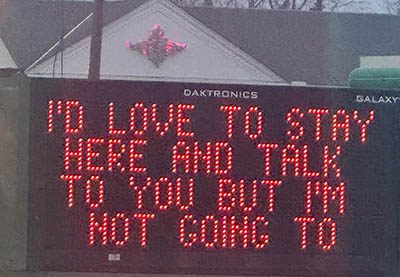 DAKTRONICS
GALAXY
I'D LOVE TO STAY
HERE AND TALK
TO YOU BUT I'M
NOT GOING TO